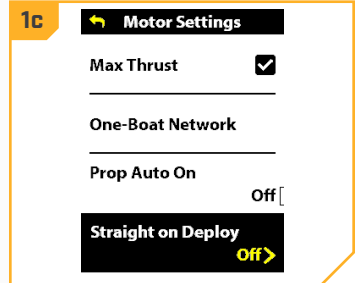 1c
Motor Settings
Max Thrust
One-Boat Network
Prop Auto On
Off
Straight on Deploy
Off>